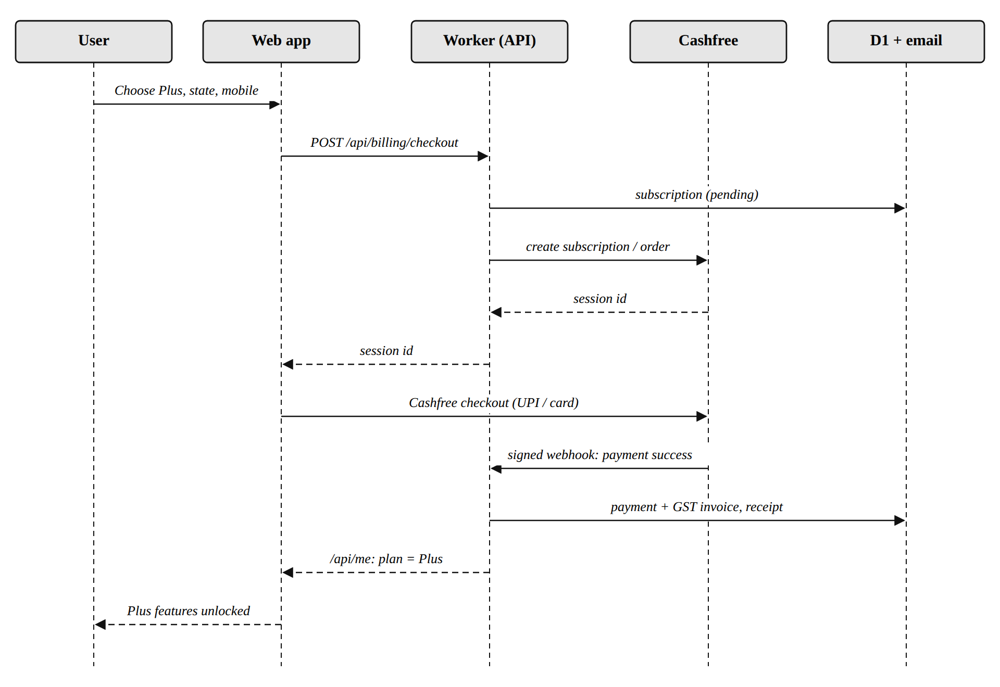 User
Web app
Worker (API)
Cashfree
D1 + email
Choose Plus, state, mobile
POST /api/billing/checkout
subscription (pending)
create subscription / order
session id
session id
Cashfree checkout (UPI / card)
signed webhook: payment success
payment + GST invoice, receipt
/api/me: plan = Plus
Plus features unlocked